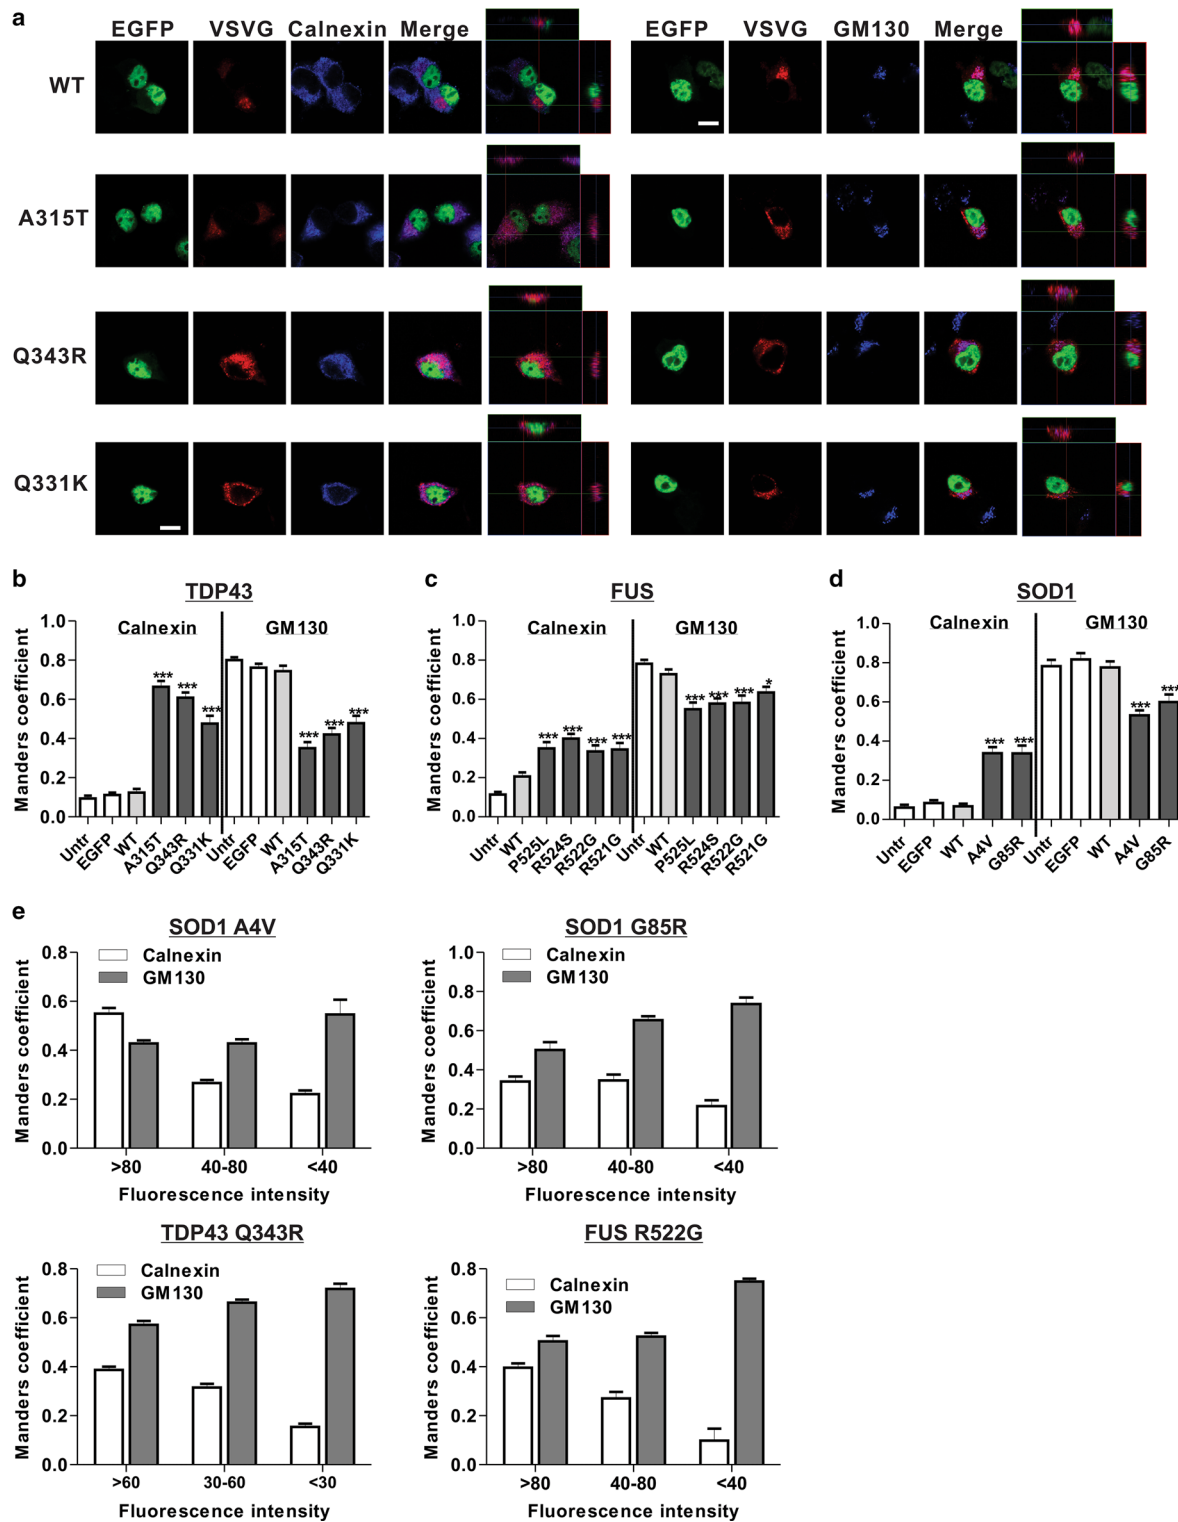 a
EGFP VSVG Calnexin Merge EGFP VSVG GM130 Merge
WT
A315T
Q343R
Q331K
b
TDP43
Calnexin GM130
Manders coefficient
1.0
0.8
0.6
0.4
0.2
0.0
*** *** *** *** *** ***
Untr EGFP WT A315T Q343R Q331K Untr EGFP WT A315T Q343R Q331K
c
FUS
Calnexin GM130
Manders coefficient
1.0
0.8
0.6
0.4
0.2
0.0
*** *** *** *** *** *** *** *
Untr WT P525L R524S R522G R521G Untr WT P525L R524S R522G R521G
d
SOD1
Calnexin GM130
Manders coefficient
1.0
0.8
0.6
0.4
0.2
0.0
*** *** *** ***
Untr EGFP WT A4V G85R Untr EGFP WT A4V G85R
e
SOD1 A4V
Calnexin
GM130
Manders coefficient
0.8
0.6
0.4
0.2
0.0
>80 40-80 <40
Fluorescence intensity
SOD1 G85R
Calnexin
GM130
Manders coefficient
1.0
0.8
0.6
0.4
0.2
0.0
>80 40-80 <40
Fluorescence intensity
TDP43 Q343R
Calnexin
GM130
Manders coefficient
0.8
0.6
0.4
0.2
0.0
>60 30-60 <30
Fluorescence intensity
FUS R522G
Calnexin
GM130
Manders coefficient
0.8
0.6
0.4
0.2
0.0
>80 40-80 <40
Fluorescence intensity